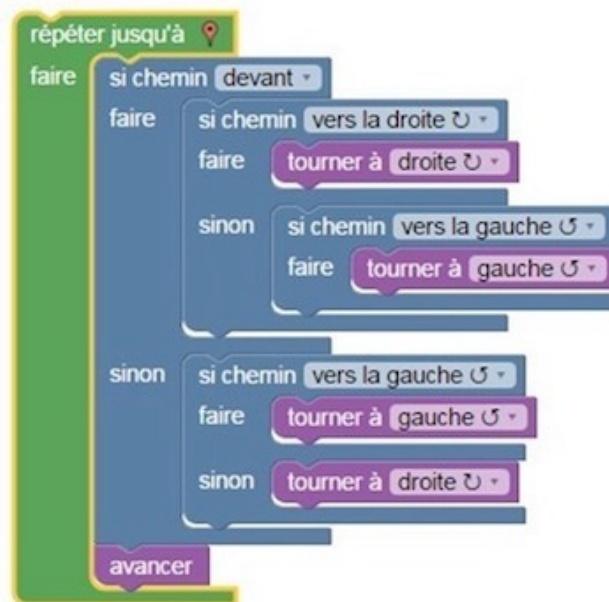 répéter jusqu'à
faire si chemin devant
faire si chemin vers la droite ↻
faire tourner à droite ↻
sinon si chemin vers la gauche ↺
faire tourner à gauche ↺
sinon si chemin vers la gauche ↺
faire tourner à gauche ↺
sinon tourner à droite ↻
avancer